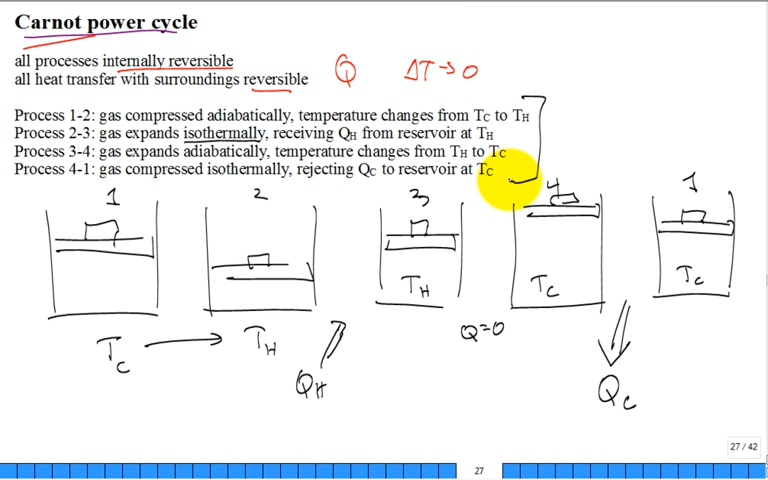 Carnot power cycle
all processes internally reversible
all heat transfer with surroundings reversible
Q ΔT→0
Process 1-2: gas compressed adiabatically, temperature changes from TC to TH
Process 2-3: gas expands isothermally, receiving QH from reservoir at TH
Process 3-4: gas expands adiabatically, temperature changes from TH to TC
Process 4-1: gas compressed isothermally, rejecting QC to reservoir at TC
1 2 3 4 1
TH TC TC
TC → TH Q=0
QH QC
27 / 42
27